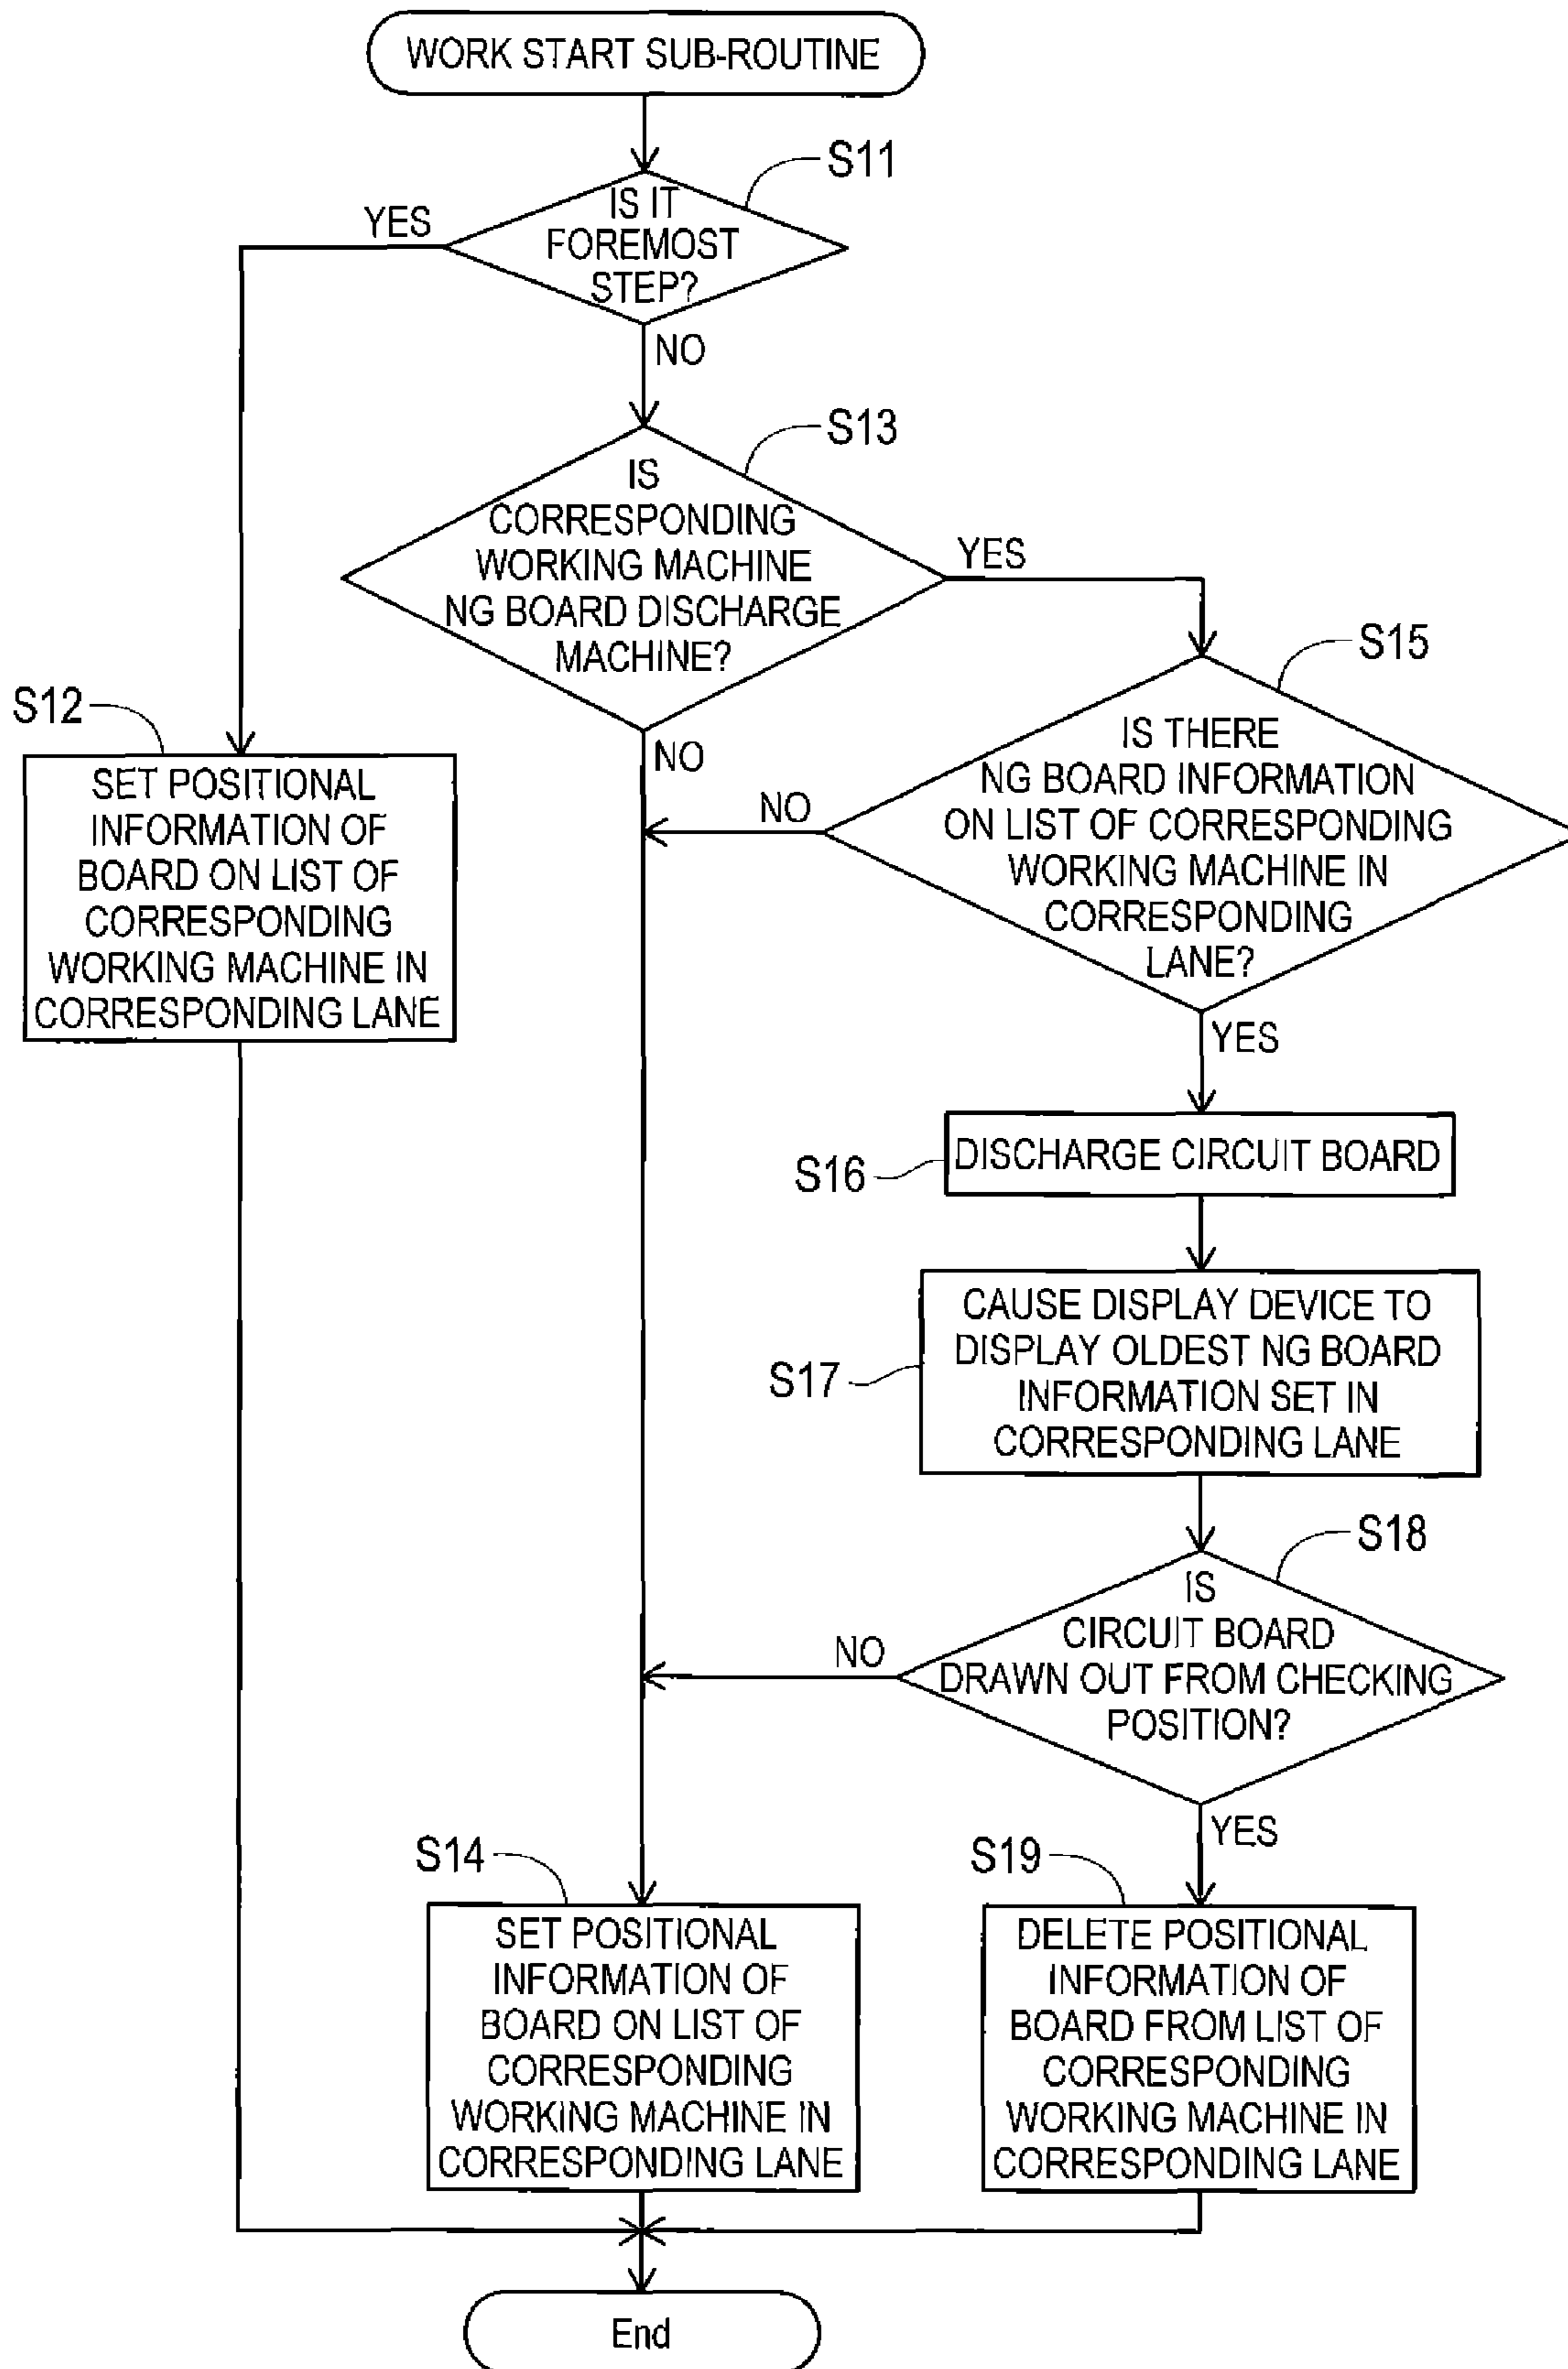 WORK START SUB-ROUTINE
S11
IS IT
FOREMOST
STEP?
YES
NO
S13
IS
CORRESPONDING
WORKING MACHINE
NG BOARD DISCHARGE
MACHINE?
YES
NO
S12
SET POSITIONAL
INFORMATION OF
BOARD ON LIST OF
CORRESPONDING
WORKING MACHINE IN
CORRESPONDING LANE
S15
IS THERE
NG BOARD INFORMATION
ON LIST OF CORRESPONDING
WORKING MACHINE IN
CORRESPONDING
LANE?
NO
YES
S16
DISCHARGE CIRCUIT BOARD
S17
CAUSE DISPLAY DEVICE TO
DISPLAY OLDEST NG BOARD
INFORMATION SET IN
CORRESPONDING LANE
S18
IS
CIRCUIT BOARD
DRAWN OUT FROM CHECKING
POSITION?
NO
YES
S14
SET POSITIONAL
INFORMATION OF
BOARD ON LIST OF
CORRESPONDING
WORKING MACHINE IN
CORRESPONDING LANE
S19
DELETE POSITIONAL
INFORMATION OF
BOARD FROM LIST OF
CORRESPONDING
WORKING MACHINE IN
CORRESPONDING LANE
End